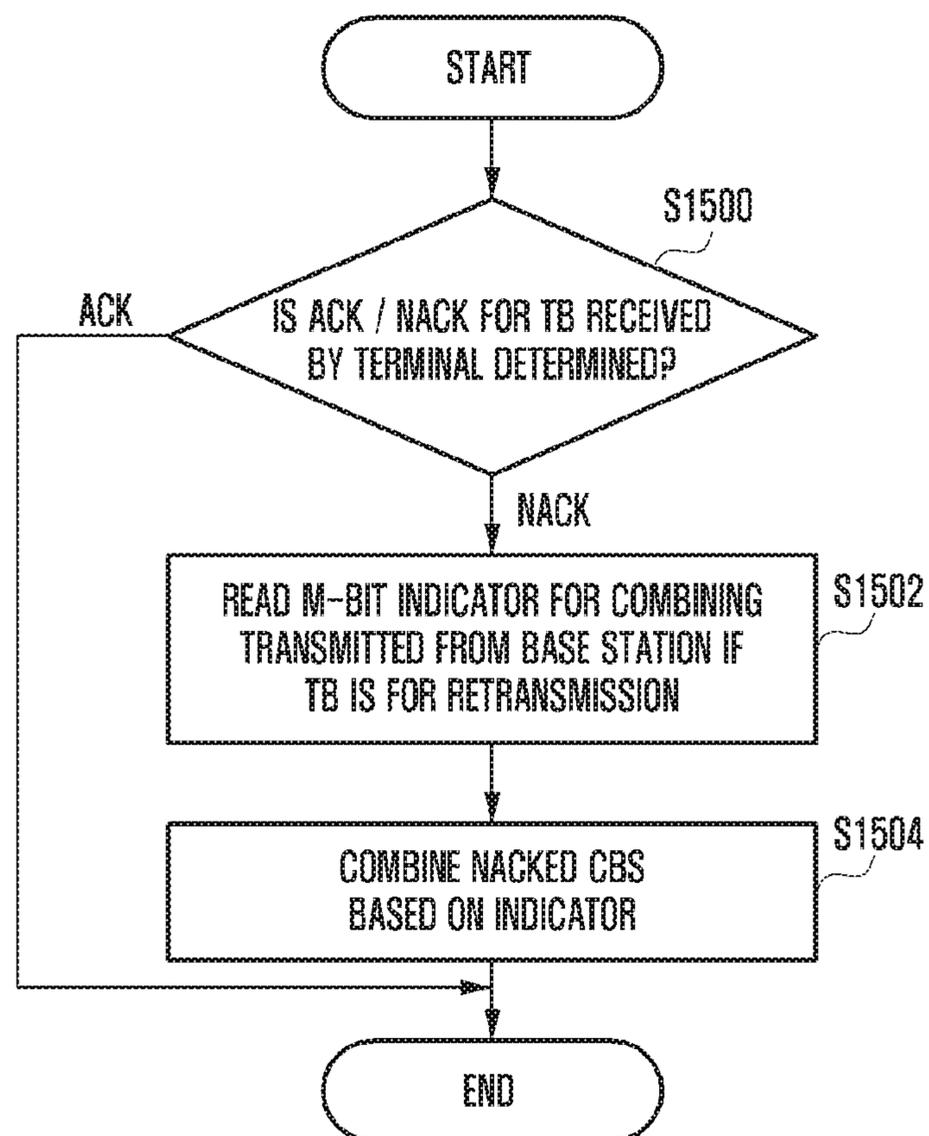 START
S1500
ACK
IS ACK / NACK FOR TB RECEIVED
BY TERMINAL DETERMINED?
NACK
READ M-BIT INDICATOR FOR COMBINING
TRANSMITTED FROM BASE STATION IF
TB IS FOR RETRANSMISSION
S1502
COMBINE NACKED CBS
BASED ON INDICATOR
S1504
END